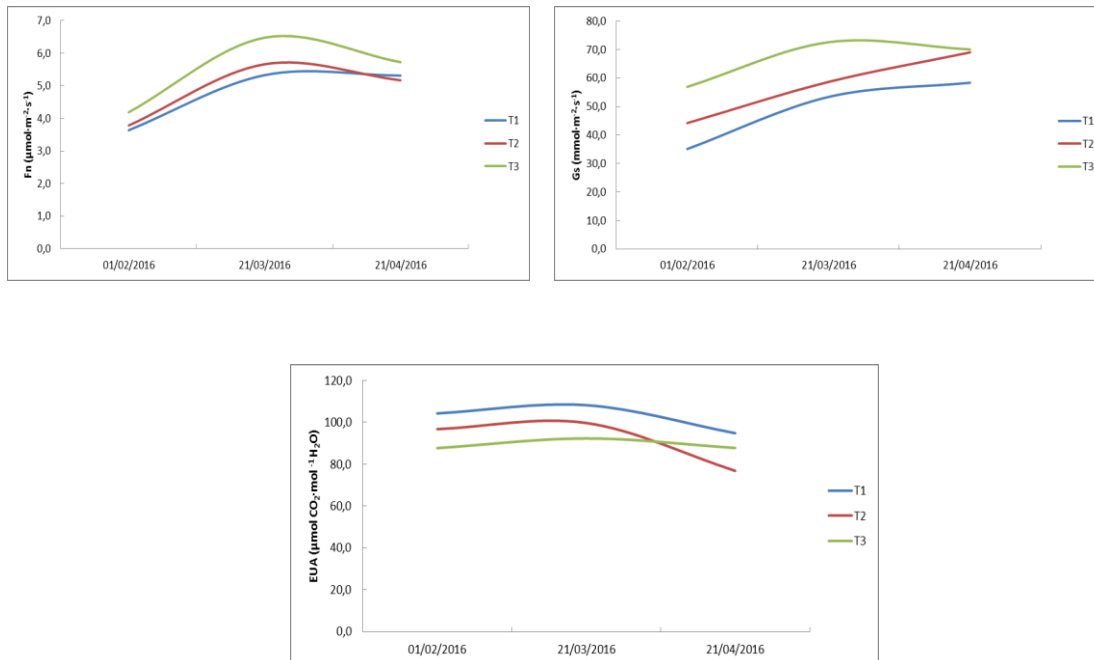 7,0
6,0
5,0
4,0
3,0
2,0
1,0
0,0
Fn (µmol·m⁻²·s⁻¹)
01/02/2016 21/03/2016 21/04/2016
T1
T2
T3
80,0
70,0
60,0
50,0
40,0
30,0
20,0
10,0
0,0
Gs (mmol·m⁻²·s⁻¹)
01/02/2016 21/03/2016 21/04/2016
T1
T2
T3
120,0
100,0
80,0
60,0
40,0
20,0
0,0
EUA (µmol CO₂·mol ⁻¹H₂O)
01/02/2016 21/03/2016 21/04/2016
T1
T2
T3